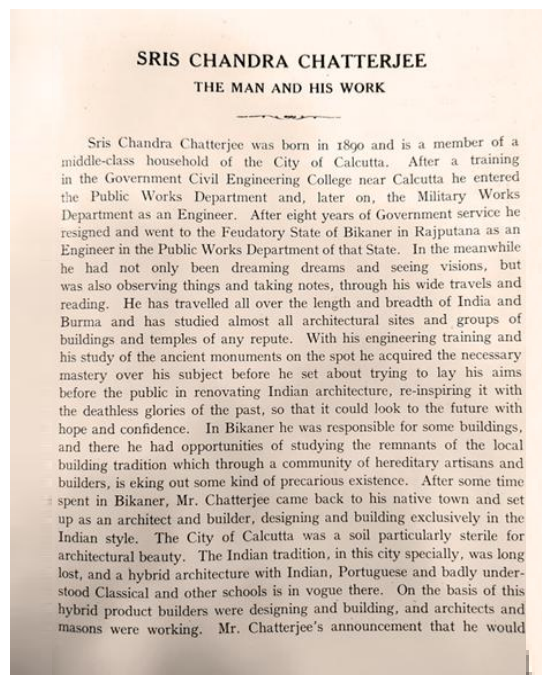 SRIS CHANDRA CHATTERJEE
THE MAN AND HIS WORK
Sris Chandra Chatterjee was born in 1890 and is a member of a
middle-class household of the City of Calcutta. After a training
in the Government Civil Engineering College near Calcutta he entered
the Public Works Department and, later on, the Military Works
Department as an Engineer. After eight years of Government service he
resigned and went to the Feudatory State of Bikaner in Rajputana as an
Engineer in the Public Works Department of that State. In the meanwhile
he had not only been dreaming dreams and seeing visions, but
was also observing things and taking notes, through his wide travels and
reading. He has travelled all over the length and breadth of India and
Burma and has studied almost all architectural sites and groups of
buildings and temples of any repute. With his engineering training and
his study of the ancient monuments on the spot he acquired the necessary
mastery over his subject before he set about trying to lay his aims
before the public in renovating Indian architecture, re-inspiring it with
the deathless glories of the past, so that it could look to the future with
hope and confidence. In Bikaner he was responsible for some buildings,
and there he had opportunities of studying the remnants of the local
building tradition which through a community of hereditary artisans and
builders, is eking out some kind of precarious existence. After some time
spent in Bikaner, Mr. Chatterjee came back to his native town and set
up as an architect and builder, designing and building exclusively in the
Indian style. The City of Calcutta was a soil particularly sterile for
architectural beauty. The Indian tradition, in this city specially, was long
lost, and a hybrid architecture with Indian, Portuguese and badly under-
stood Classical and other schools is in vogue there. On the basis of this
hybrid product builders were designing and building, and architects and
masons were working. Mr. Chatterjee's announcement that he would